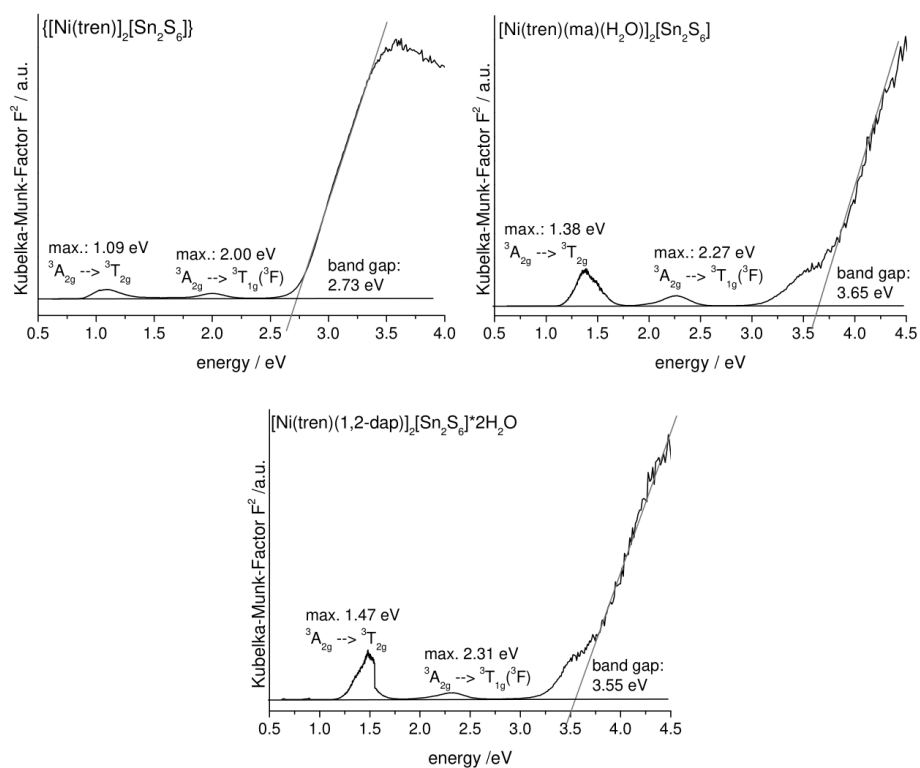 {[Ni(tren)]₂[Sn₂S₆]}
Kubelka-Munk-Factor F² / a.u.
max.: 1.09 eV
³A₂g --> ³T₂g
max.: 2.00 eV
³A₂g --> ³T₁g(³F)
band gap:
2.73 eV
0.5 1.0 1.5 2.0 2.5 3.0 3.5 4.0
energy / eV
[Ni(tren)(ma)(H₂O)]₂[Sn₂S₆]
Kubelka-Munk-Factor F² / a.u.
max.: 1.38 eV
³A₂g --> ³T₂g
max.: 2.27 eV
³A₂g --> ³T₁g(³F)
band gap:
3.65 eV
0.5 1.0 1.5 2.0 2.5 3.0 3.5 4.0 4.5
energy / eV
[Ni(tren)(1,2-dap)]₂[Sn₂S₆]*2H₂O
Kubelka-Munk-Factor F² /a.u.
max. 1.47 eV
³A₂g --> ³T₂g
max. 2.31 eV
³A₂g --> ³T₁g(³F)
band gap:
3.55 eV
0.5 1.0 1.5 2.0 2.5 3.0 3.5 4.0 4.5
energy /eV